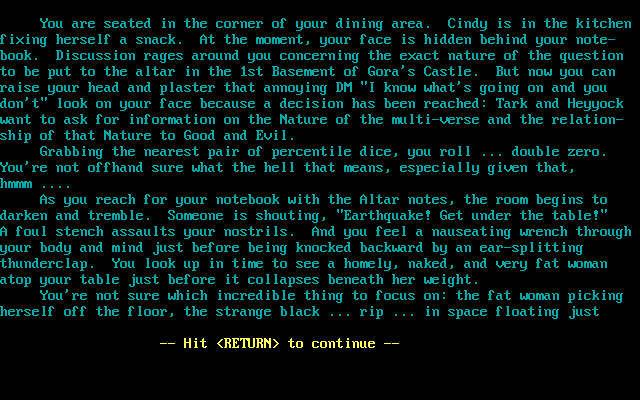 You are seated in the corner of your dining area.  Cindy is in the kitchen
fixing herself a snack.  At the moment, your face is hidden behind your note-
book.  Discussion rages around you concerning the exact nature of the question
to be put to the altar in the 1st Basement of Gora's Castle.  But now you can
raise your head and plaster that annoying DM "I know what's going on and you
don't" look on your face because a decision has been reached: Tark and Heyyock
want to ask for information on the Nature of the multi-verse and the relation-
ship of that Nature to Good and Evil.
Grabbing the nearest pair of percentile dice, you roll ... double zero.
You're not offhand sure what the hell that means, especially given that,
hmmm ....
As you reach for your notebook with the Altar notes, the room begins to
darken and tremble.  Someone is shouting, "Earthquake! Get under the table!"
A foul stench assaults your nostrils.  And you feel a nauseating wrench through
your body and mind just before being knocked backward by an ear-splitting
thunderclap.  You look up in time to see a homely, naked, and very fat woman
atop your table just before it collapses beneath her weight.
You're not sure which incredible thing to focus on: the fat woman picking
herself off the floor, the strange black ... rip ... in space floating just
-- Hit <RETURN> to continue --